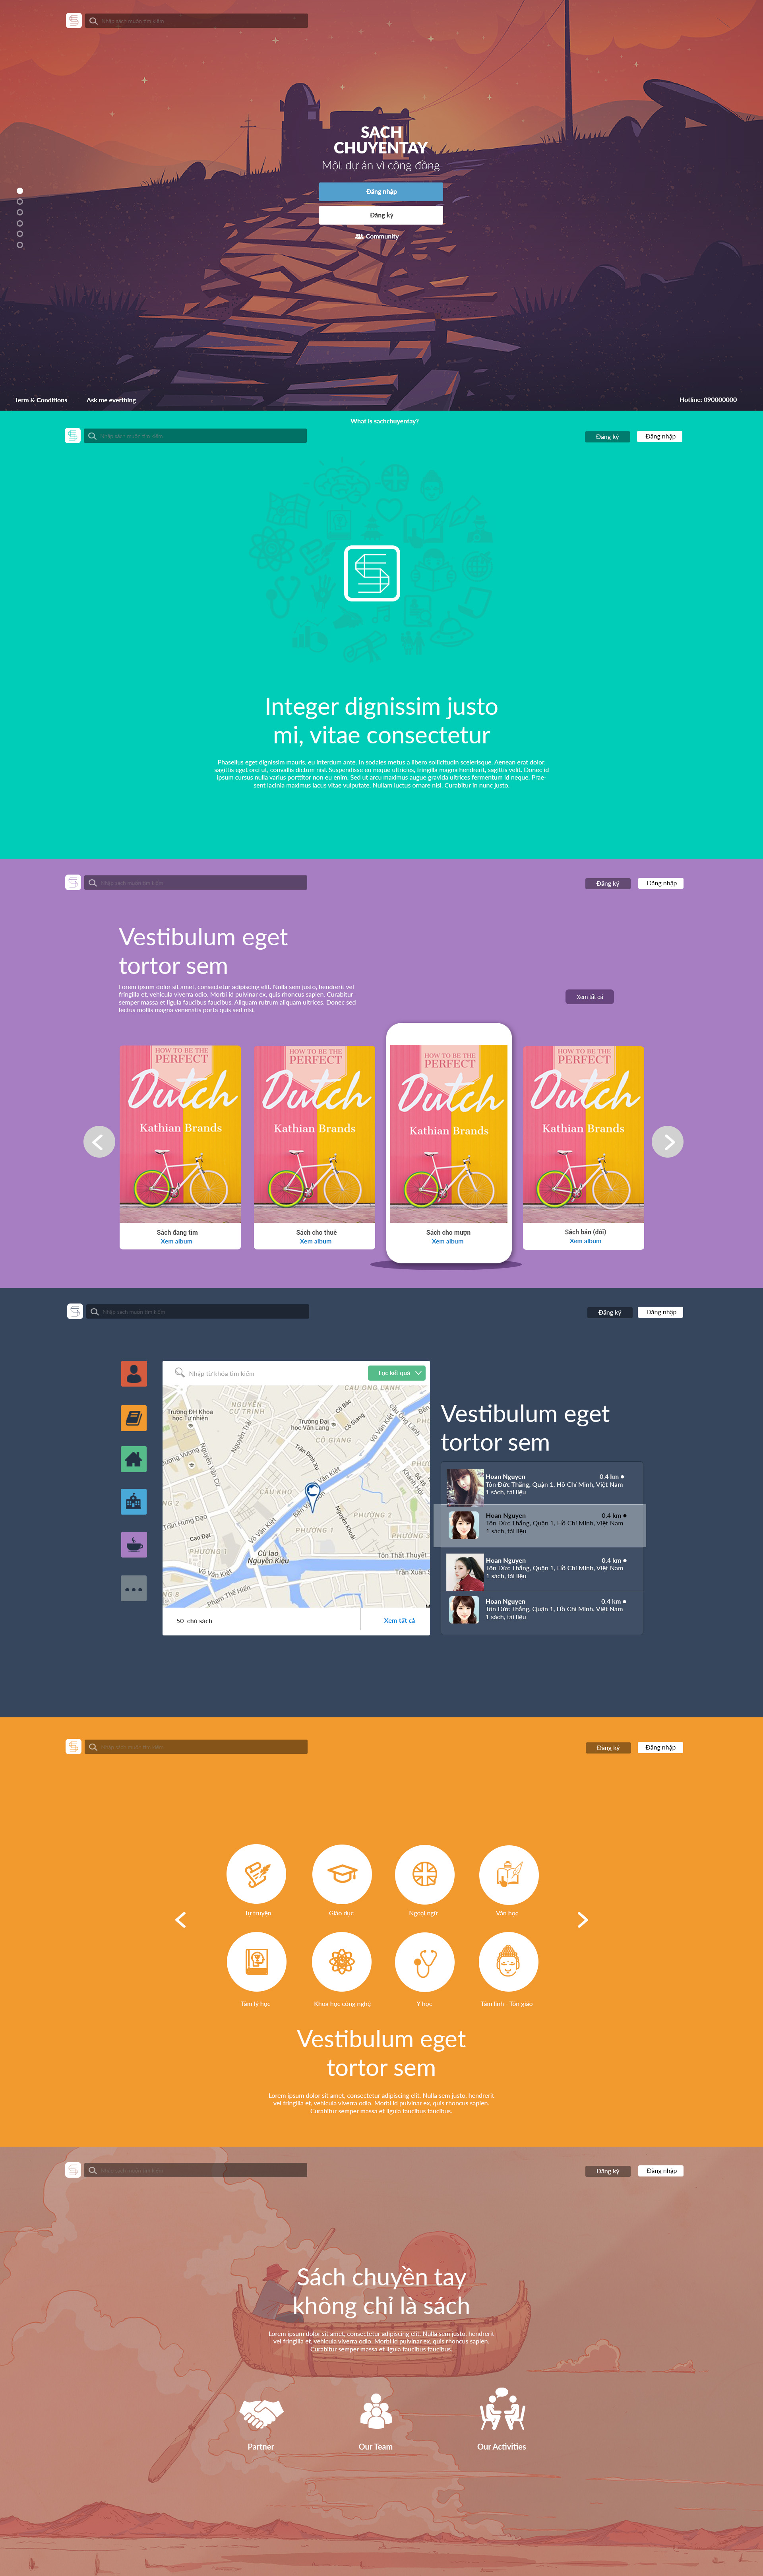 Nhập sách muốn tìm kiếm
SACH
CHUYENTAY
Một dự án vì cộng đồng
Đăng nhập
Đăng ký
Community
Term & Conditions
Ask me everthing
Hotline: 090000000
What is sachchuyentay?
Nhập sách muốn tìm kiếm
Đăng ký
Đăng nhập
Integer dignissim justo
mi, vitae consectetur
Phasellus eget dignissim mauris, eu interdum ante. In sodales metus a libero sollicitudin scelerisque. Aenean erat dolor,
sagittis eget orci ut, convallis dictum nisl. Suspendisse eu neque ultricies, fringilla magna hendrerit, sagittis velit. Donec id
ipsum cursus nulla varius porttitor non eu enim. Sed ut arcu maximus augue gravida ultrices fermentum id neque. Prae-
sent lacinia maximus lacus vitae vulputate. Nullam luctus ornare nisl. Curabitur in nunc justo.
Nhập sách muốn tìm kiếm
Đăng ký
Đăng nhập
Vestibulum eget
tortor sem
Lorem ipsum dolor sit amet, consectetur adipiscing elit. Nulla sem justo, hendrerit vel
fringilla et, vehicula viverra odio. Morbi id pulvinar ex, quis rhoncus sapien. Curabitur
semper massa et ligula faucibus faucibus. Aliquam rutrum aliquam ultrices. Donec sed
lectus mollis magna venenatis porta quis sed nisi.
Xem tất cả
HOW TO BE THE
PERFECT
Dutch
Kathian Brands
Sách đang tìm
Xem album
HOW TO BE THE
PERFECT
Dutch
Kathian Brands
Sách cho thuê
Xem album
HOW TO BE THE
PERFECT
Dutch
Kathian Brands
Sách cho mượn
Xem album
HOW TO BE THE
PERFECT
Dutch
Kathian Brands
Sách bán (đổi)
Xem album
Nhập sách muốn tìm kiếm
Đăng ký
Đăng nhập
Nhập từ khóa tìm kiếm
Lọc kết quả
CẦU ÔNG LÃNH
Trường ĐH Khoa
học Tự nhiên
NGUYỄN
CƯ TRINH
Nguyễn Trãi
Trường Đại
học Văn Lang
Cô Bắc
Cô Giang
CÔ GIANG
Trần Đình Xu
Võ Văn Kiệt
CẦU KHO
Bến Vân Đồn
Nguyễn Khoái
Trần Hưng Đạo
Cao Đạt
Võ Văn Kiệt
PHƯỜNG 1
PHƯỜNG 2
Cù lao
Nguyễn Kiệu
Tôn Thất Thuyết
Trần Xuân S
Phạm Thế Hiển
50 chủ sách
Xem tất cả
Vestibulum eget
tortor sem
Hoan Nguyen
0.4 km
Tôn Đức Thắng, Quận 1, Hồ Chí Minh, Việt Nam
1 sách, tài liệu
Hoan Nguyen
0.4 km
Tôn Đức Thắng, Quận 1, Hồ Chí Minh, Việt Nam
1 sách, tài liệu
Hoan Nguyen
0.4 km
Tôn Đức Thắng, Quận 1, Hồ Chí Minh, Việt Nam
1 sách, tài liệu
Hoan Nguyen
0.4 km
Tôn Đức Thắng, Quận 1, Hồ Chí Minh, Việt Nam
1 sách, tài liệu
Nhập sách muốn tìm kiếm
Đăng ký
Đăng nhập
Tự truyện
Giáo dục
Ngoại ngữ
Văn học
Tâm lý học
Khoa học công nghệ
Y học
Tâm linh - Tôn giáo
Vestibulum eget
tortor sem
Lorem ipsum dolor sit amet, consectetur adipiscing elit. Nulla sem justo, hendrerit
vel fringilla et, vehicula viverra odio. Morbi id pulvinar ex, quis rhoncus sapien.
Curabitur semper massa et ligula faucibus faucibus.
Nhập sách muốn tìm kiếm
Đăng ký
Đăng nhập
Sách chuyền tay
không chỉ là sách
Lorem ipsum dolor sit amet, consectetur adipiscing elit. Nulla sem justo, hendrerit
vel fringilla et, vehicula viverra odio. Morbi id pulvinar ex, quis rhoncus sapien.
Curabitur semper massa et ligula faucibus faucibus.
Partner
Our Team
Our Activities